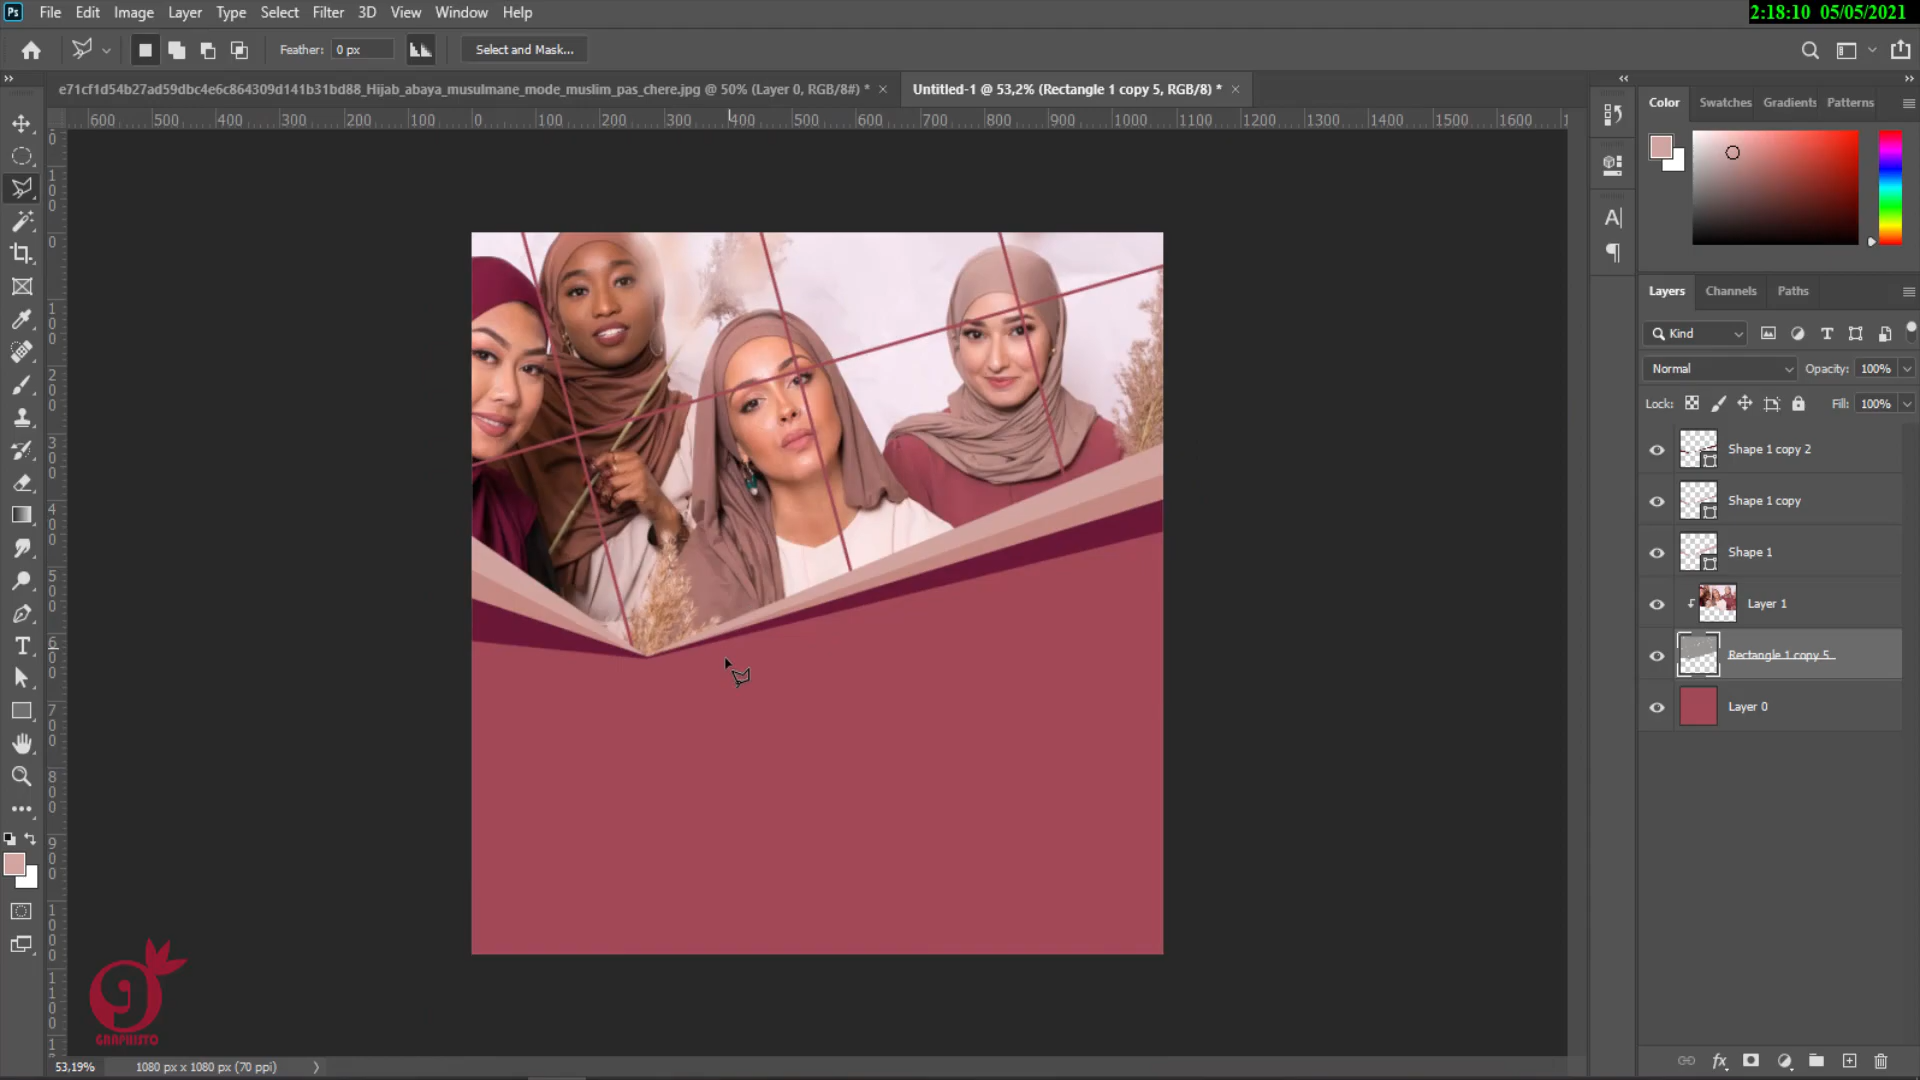 Ps File Edit Image Layer Type Select Filter 3D View Window Help
2:18:10 05/05/2021
Feather: 0 px Select and Mask...
e71cf1d54b27ad59dbc4e6c864309d141b31bd88_Hijab_abaya_musulmane_mode_muslim_pas_chere.jpg @ 50% (Layer 0, RGB/8#) *
Untitled-1 @ 53,2% (Rectangle 1 copy 5, RGB/8) *
600 500 400 300 200 100 0 100 200 300 400 500 600 700 800 900 1000 1100 1200 1300 1400 1500 1600
Color Swatches Gradients Patterns
Layers Channels Paths
Kind
Normal Opacity: 100%
Lock: Fill: 100%
Shape 1 copy 2
Shape 1 copy
Shape 1
Layer 1
Rectangle 1 copy 5
Layer 0
GRAPHISTO
53,19% 1080 px x 1080 px (70 ppi)
fx